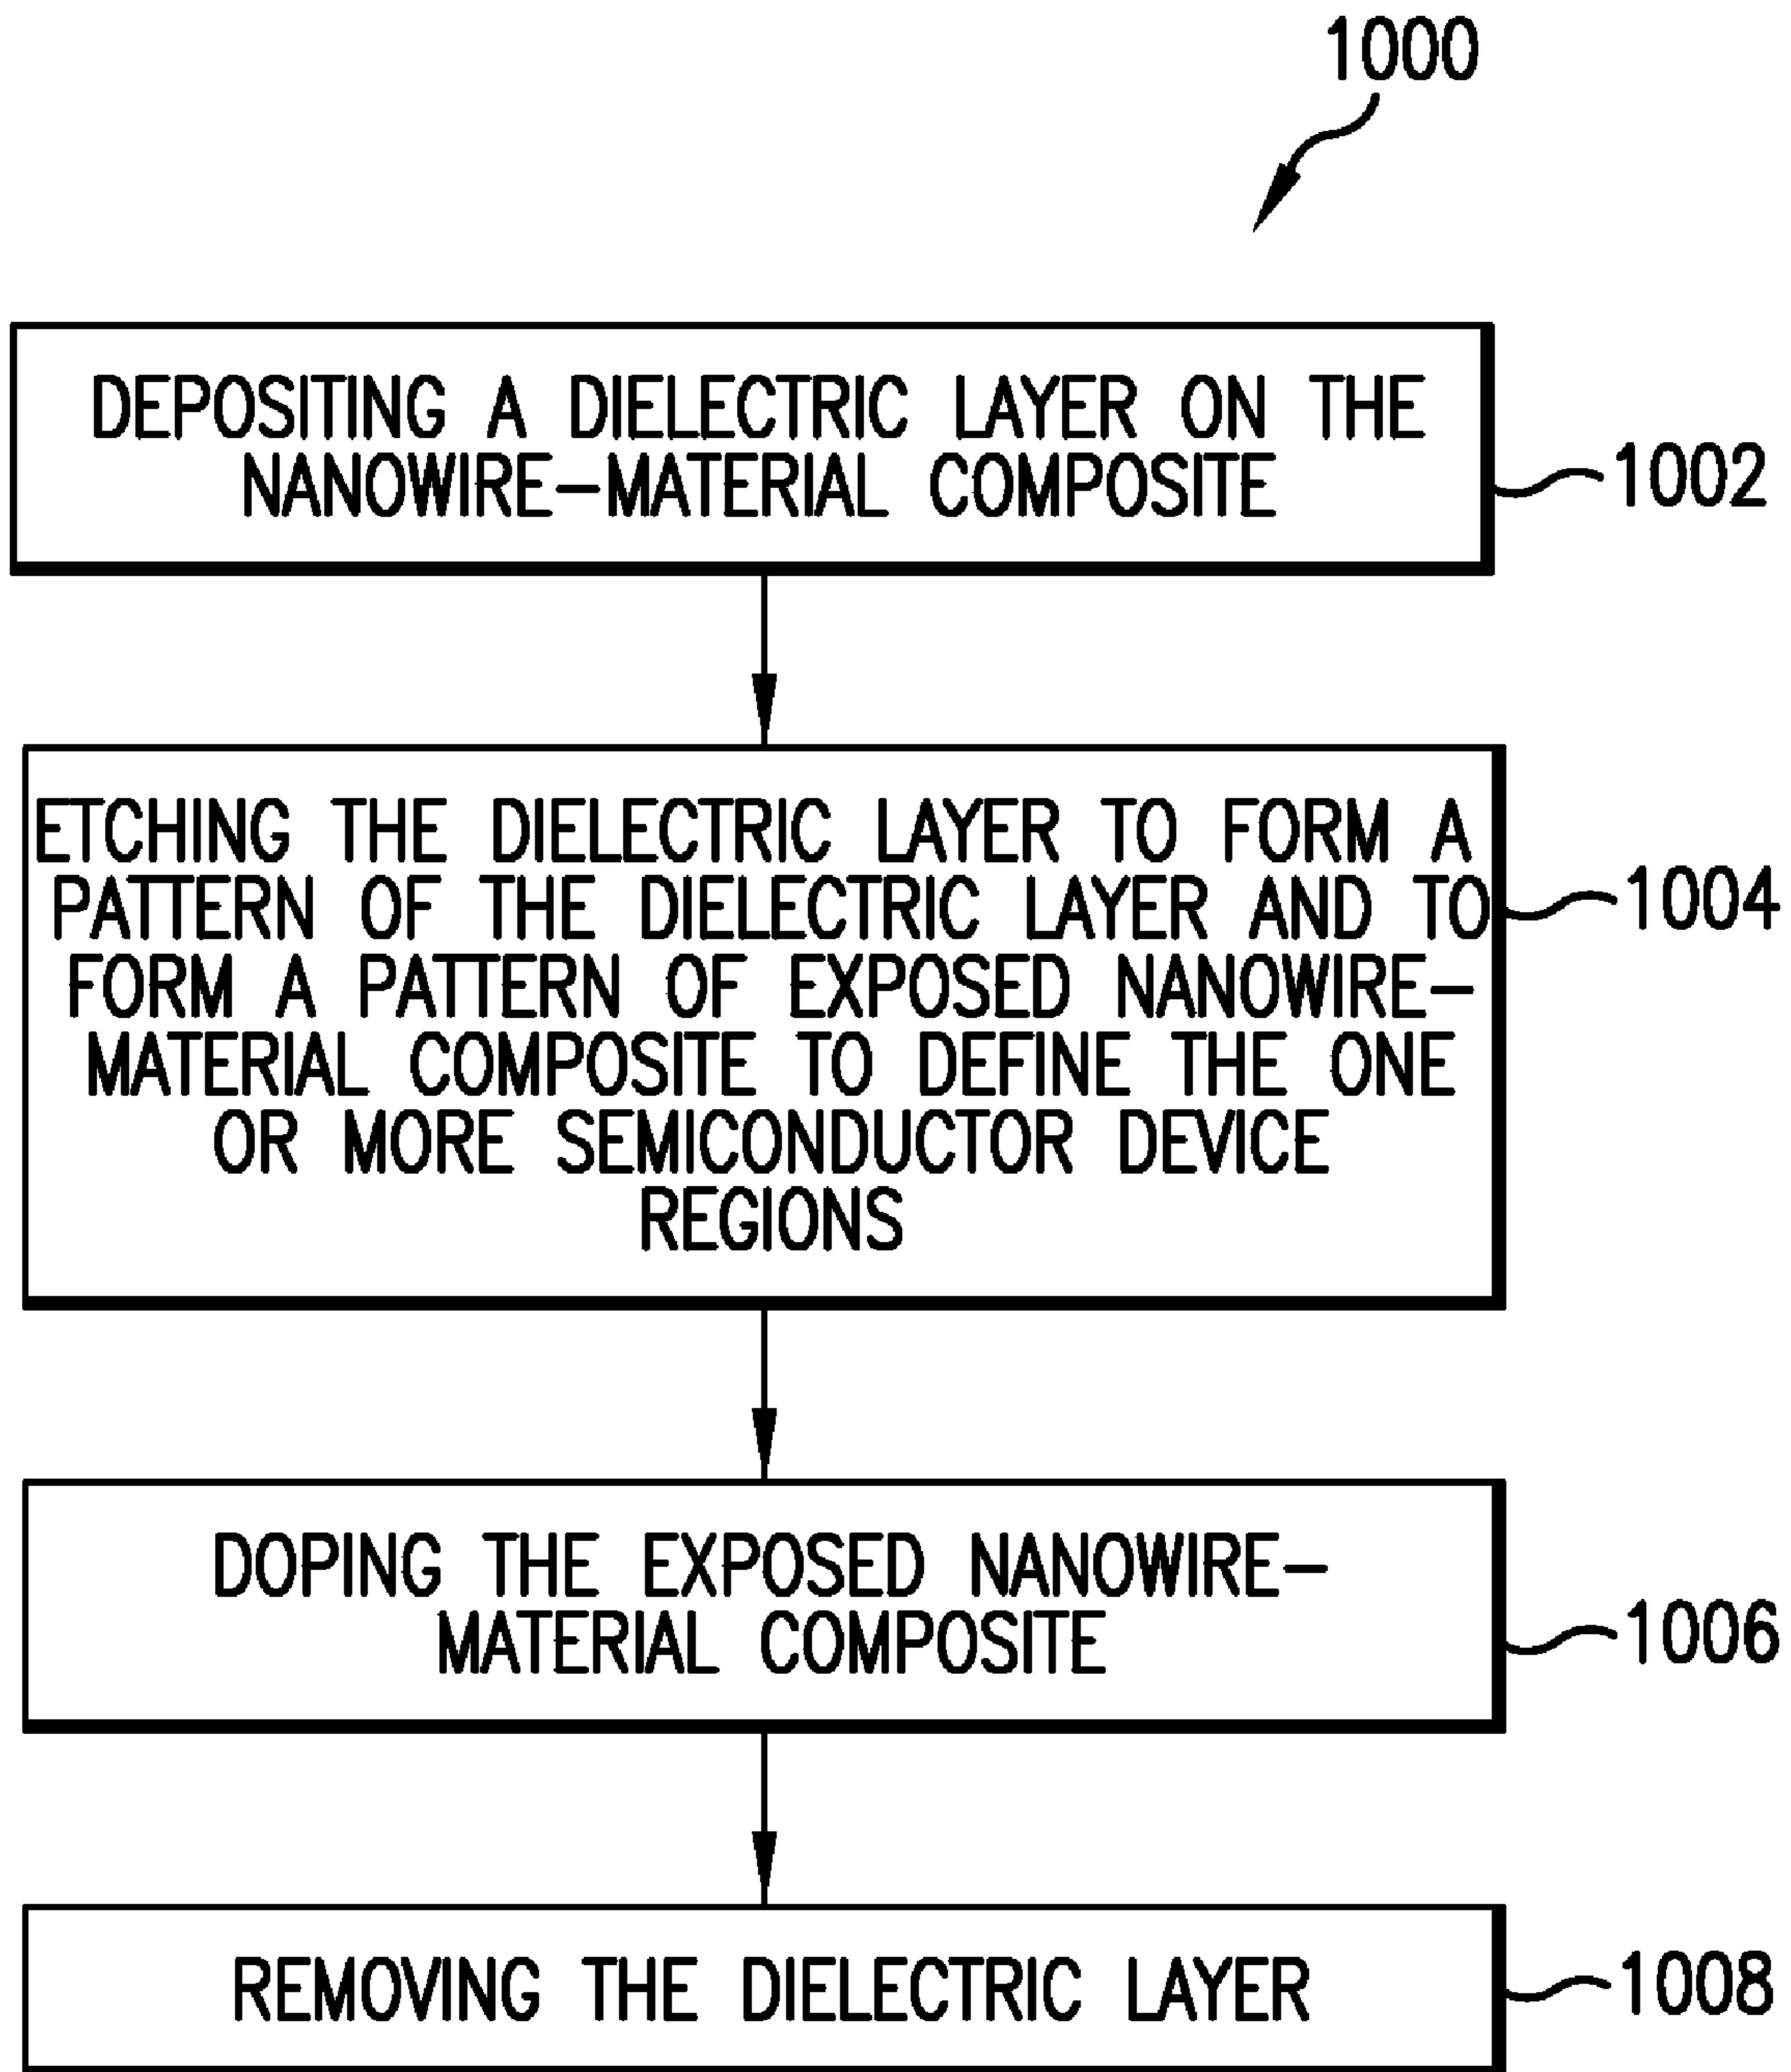 1000
DEPOSITING A DIELECTRIC LAYER ON THE
NANOWIRE-MATERIAL COMPOSITE
1002
ETCHING THE DIELECTRIC LAYER TO FORM A
PATTERN OF THE DIELECTRIC LAYER AND TO
FORM A PATTERN OF EXPOSED NANOWIRE-
MATERIAL COMPOSITE TO DEFINE THE ONE
OR MORE SEMICONDUCTOR DEVICE
REGIONS
1004
DOPING THE EXPOSED NANOWIRE-
MATERIAL COMPOSITE
1006
REMOVING THE DIELECTRIC LAYER
1008